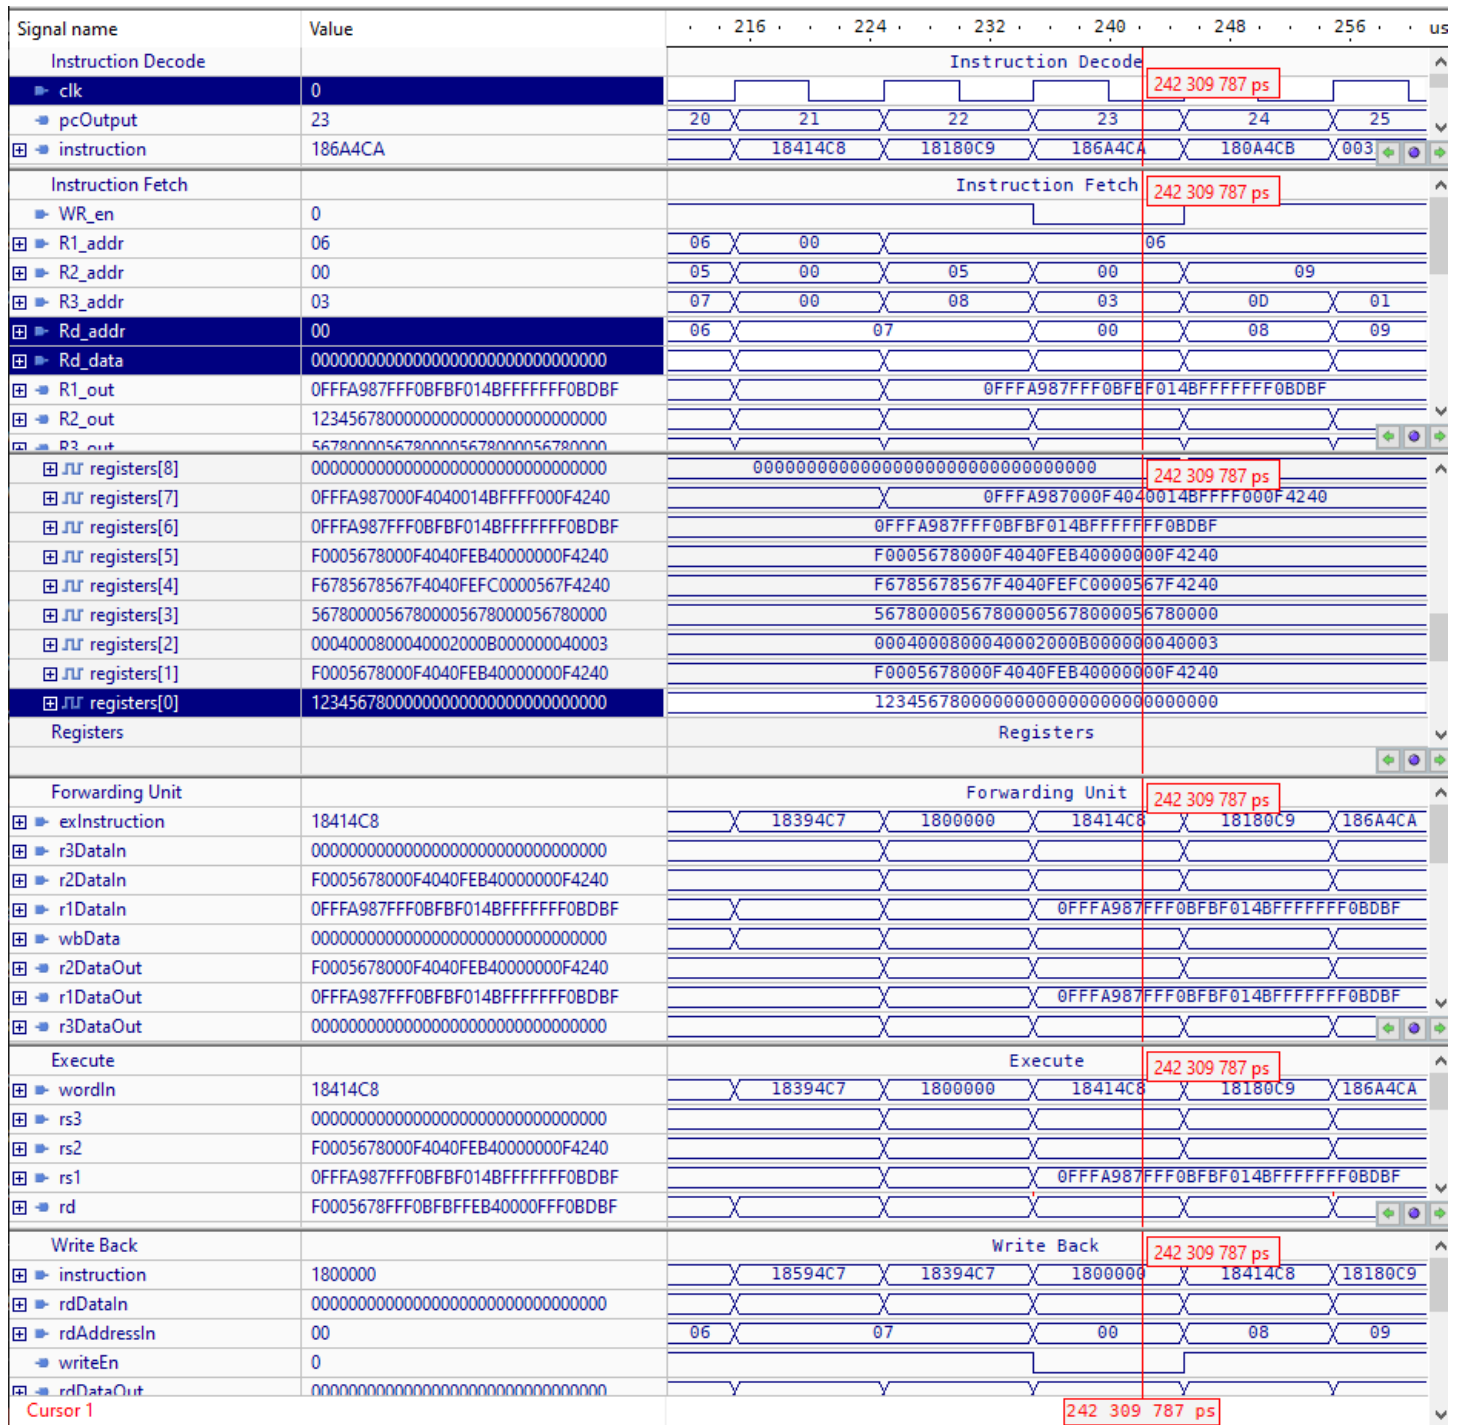 Signal name Value 216 224 232 240 248 256 us
Instruction Decode Instruction Decode
clk 0 242 309 787 ps
pcOutput 23 20 21 22 23 24 25
instruction 186A4CA 18414C8 18180C9 186A4CA 180A4CB 003
Instruction Fetch Instruction Fetch 242 309 787 ps
WR_en 0
R1_addr 06 06 00 06
R2_addr 00 05 00 05 00 09
R3_addr 03 07 00 08 03 0D 01
Rd_addr 00 06 07 00 08 09
Rd_data 00000000000000000000000000000000
R1_out 0FFFA987FFF0BFBF014BFFFFFFF0BDBF 0FFFA987FFF0BFBF014BFFFFFFF0BDBF
R2_out 12345678000000000000000000000000
R3_out 56780000567800005678000056780000
registers[8] 00000000000000000000000000000000 00000000000000000000000000000000 242 309 787 ps
registers[7] 0FFFA987000F4040014BFFFF000F4240 0FFFA987000F4040014BFFFF000F4240
registers[6] 0FFFA987FFF0BFBF014BFFFFFFF0BDBF 0FFFA987FFF0BFBF014BFFFFFFF0BDBF
registers[5] F0005678000F4040FEB40000000F4240 F0005678000F4040FEB40000000F4240
registers[4] F6785678567F4040FEFC0000567F4240 F6785678567F4040FEFC0000567F4240
registers[3] 56780000567800005678000056780000 56780000567800005678000056780000
registers[2] 0004000800040002000B000000040003 0004000800040002000B000000040003
registers[1] F0005678000F4040FEB40000000F4240 F0005678000F4040FEB40000000F4240
registers[0] 12345678000000000000000000000000 12345678000000000000000000000000
Registers Registers
Forwarding Unit Forwarding Unit 242 309 787 ps
exInstruction 18414C8 18394C7 1800000 18414C8 18180C9 186A4CA
r3DataIn 00000000000000000000000000000000
r2DataIn F0005678000F4040FEB40000000F4240
r1DataIn 0FFFA987FFF0BFBF014BFFFFFFF0BDBF 0FFFA987FFF0BFBF014BFFFFFFF0BDBF
wbData 00000000000000000000000000000000
r2DataOut F0005678000F4040FEB40000000F4240
r1DataOut 0FFFA987FFF0BFBF014BFFFFFFF0BDBF 0FFFA987FFF0BFBF014BFFFFFFF0BDBF
r3DataOut 00000000000000000000000000000000
Execute Execute 242 309 787 ps
wordIn 18414C8 18394C7 1800000 18414C8 18180C9 186A4CA
rs3 00000000000000000000000000000000
rs2 F0005678000F4040FEB40000000F4240
rs1 0FFFA987FFF0BFBF014BFFFFFFF0BDBF 0FFFA987FFF0BFBF014BFFFFFFF0BDBF
rd F0005678FFF0BFBFFEB40000FFF0BDBF
Write Back Write Back 242 309 787 ps
instruction 1800000 18594C7 18394C7 1800000 18414C8 18180C9
rdDataIn 00000000000000000000000000000000
rdAddressIn 00 06 07 00 08 09
writeEn 0
rdDataOut 00000000000000000000000000000000
Cursor 1 242 309 787 ps